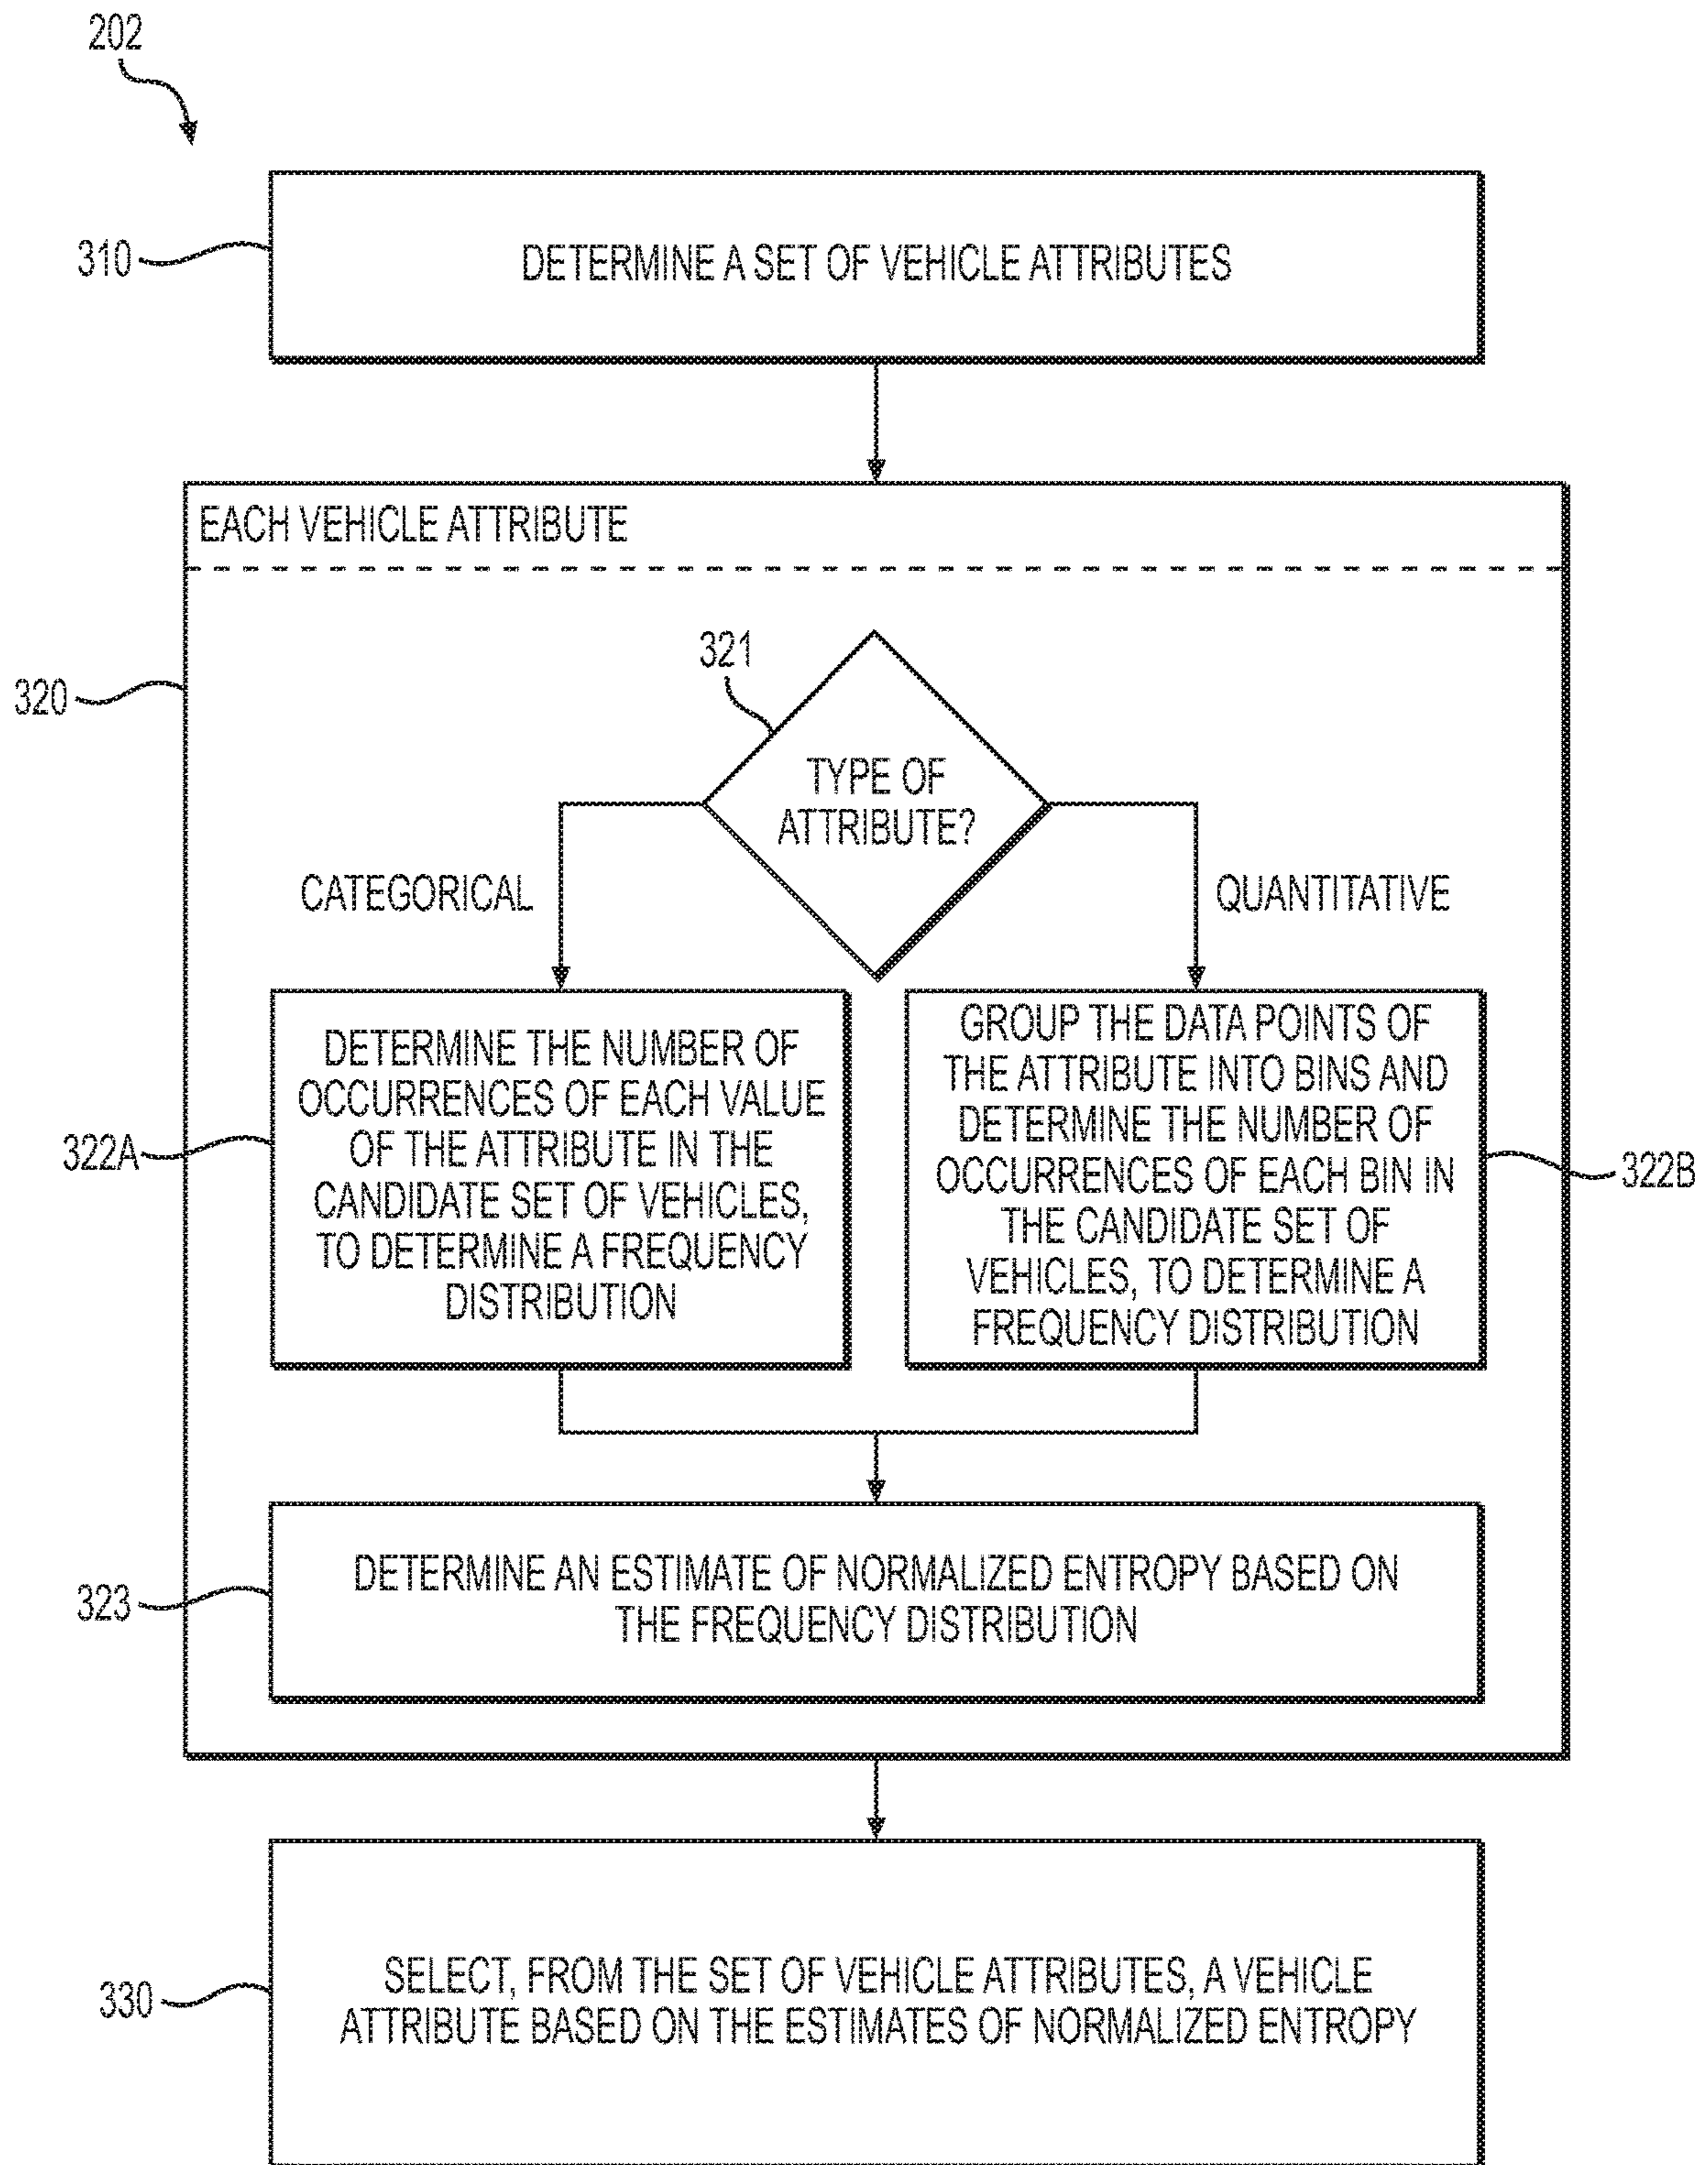 202
310
DETERMINE A SET OF VEHICLE ATTRIBUTES
EACH VEHICLE ATTRIBUTE
320
321
TYPE OF
ATTRIBUTE?
CATEGORICAL
QUANTITATIVE
322A
DETERMINE THE NUMBER OF
OCCURRENCES OF EACH VALUE
OF THE ATTRIBUTE IN THE
CANDIDATE SET OF VEHICLES,
TO DETERMINE A FREQUENCY
DISTRIBUTION
GROUP THE DATA POINTS OF
THE ATTRIBUTE INTO BINS AND
DETERMINE THE NUMBER OF
OCCURRENCES OF EACH BIN IN
THE CANDIDATE SET OF
VEHICLES, TO DETERMINE A
FREQUENCY DISTRIBUTION
322B
323
DETERMINE AN ESTIMATE OF NORMALIZED ENTROPY BASED ON
THE FREQUENCY DISTRIBUTION
330
SELECT, FROM THE SET OF VEHICLE ATTRIBUTES, A VEHICLE
ATTRIBUTE BASED ON THE ESTIMATES OF NORMALIZED ENTROPY